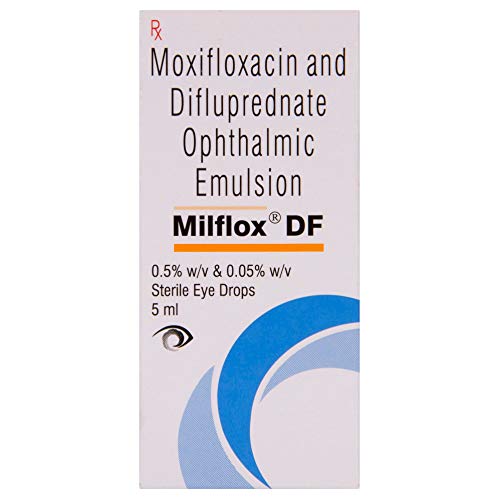 Rx
Moxifloxacin and
Difluprednate
Ophthalmic
Emulsion
Milflox® DF
0.5% w/v & 0.05% w/v
Sterile Eye Drops
5 ml